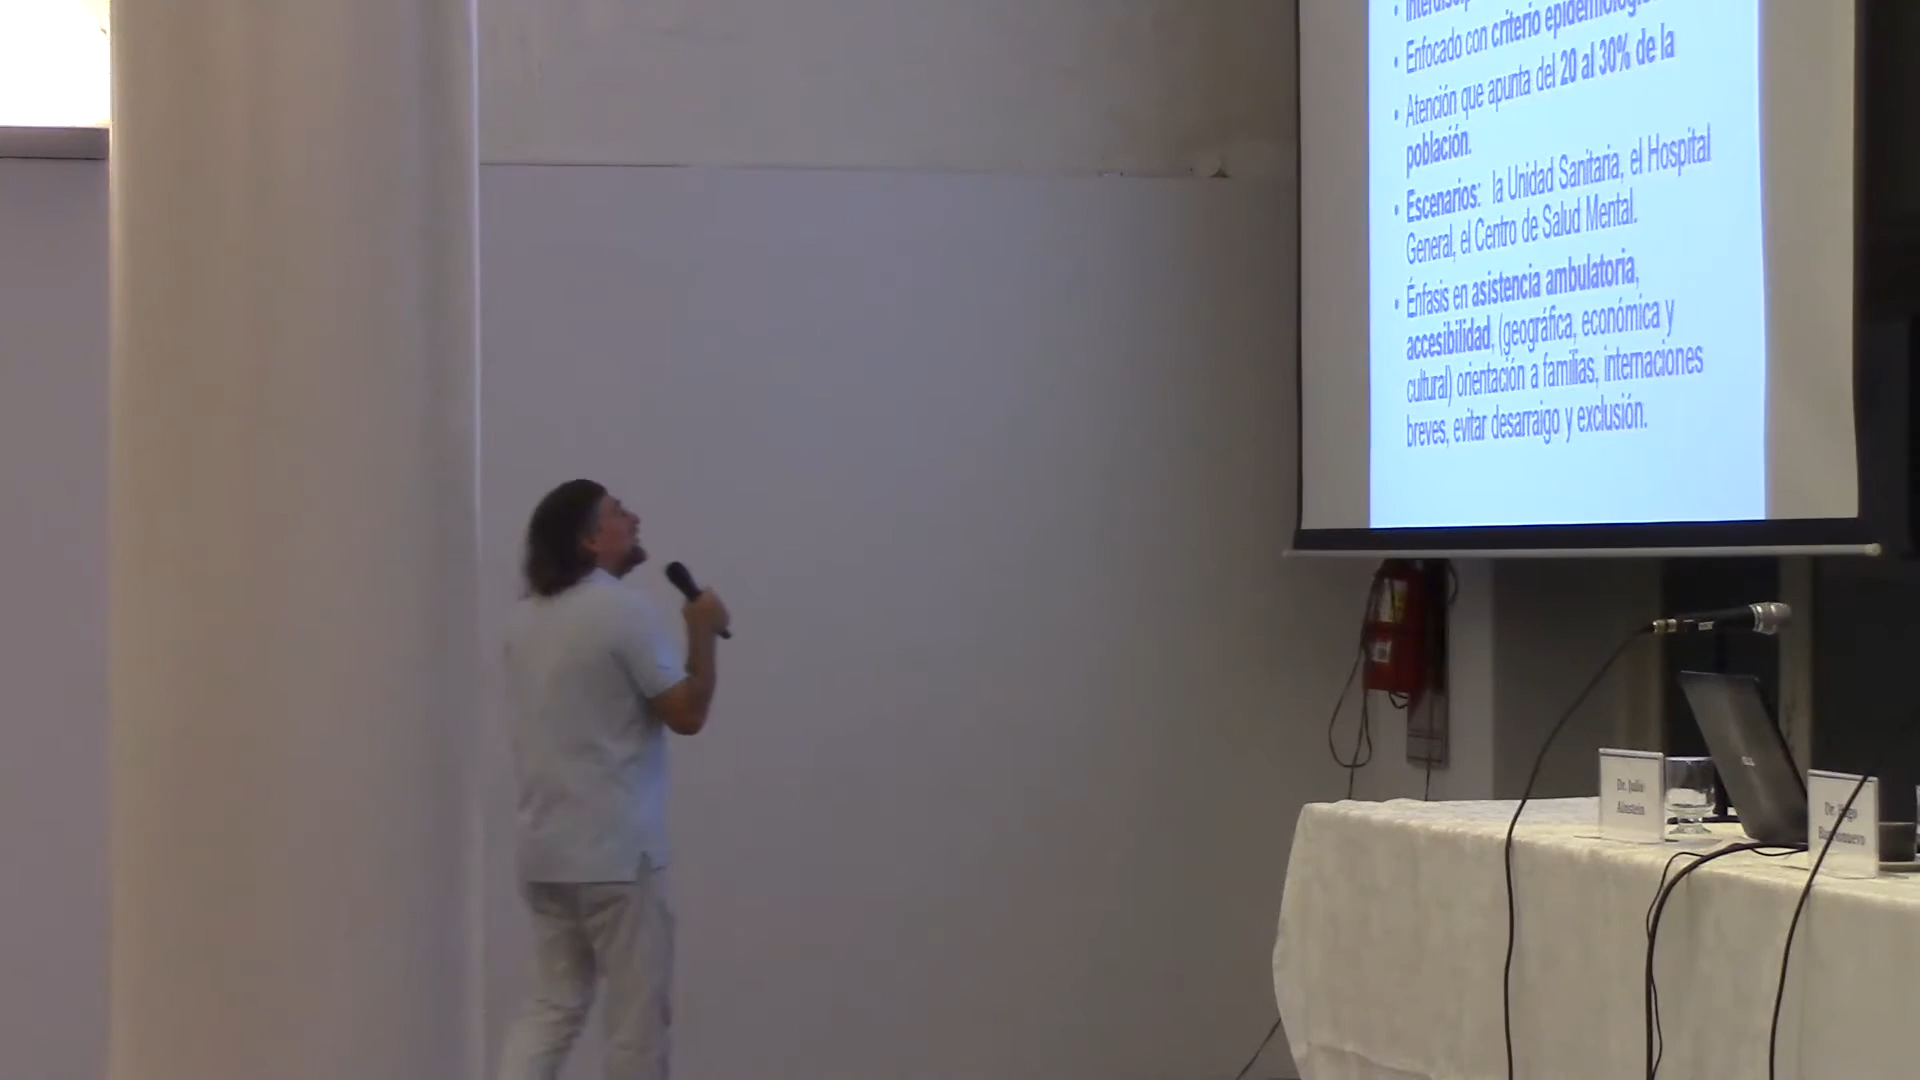 • Enfocado con criterio
• Atención que apunta del 20 al 30% de la
población.
• Escenarios: la Unidad Sanitaria, el Hospital
General, el Centro de Salud Mental.
• Énfasis en asistencia ambulatoria,
accesibilidad, (geográfica, económica y
cultural) orientación a familias, internaciones
breves, evitar desarraigo y exclusión.
Dr. Julio
Ainstein
Dr.